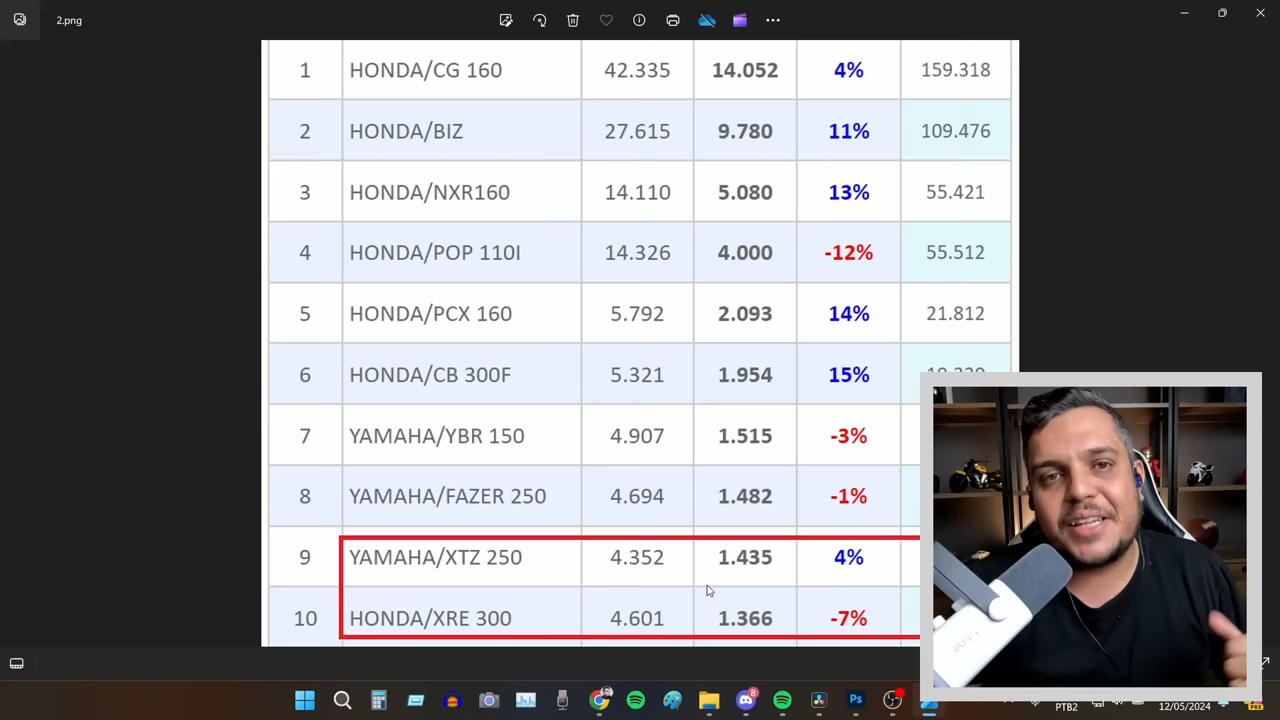 2.png
1 HONDA/CG 160 42.335 14.052 4% 159.318
2 HONDA/BIZ 27.615 9.780 11% 109.476
3 HONDA/NXR160 14.110 5.080 13% 55.421
4 HONDA/POP 110I 14.326 4.000 -12% 55.512
5 HONDA/PCX 160 5.792 2.093 14% 21.812
6 HONDA/CB 300F 5.321 1.954 15%
7 YAMAHA/YBR 150 4.907 1.515 -3%
8 YAMAHA/FAZER 250 4.694 1.482 -1%
9 YAMAHA/XTZ 250 4.352 1.435 4%
10 HONDA/XRE 300 4.601 1.366 -7%
fifine
8
Ps
PTB2
12/05/2024
PRE